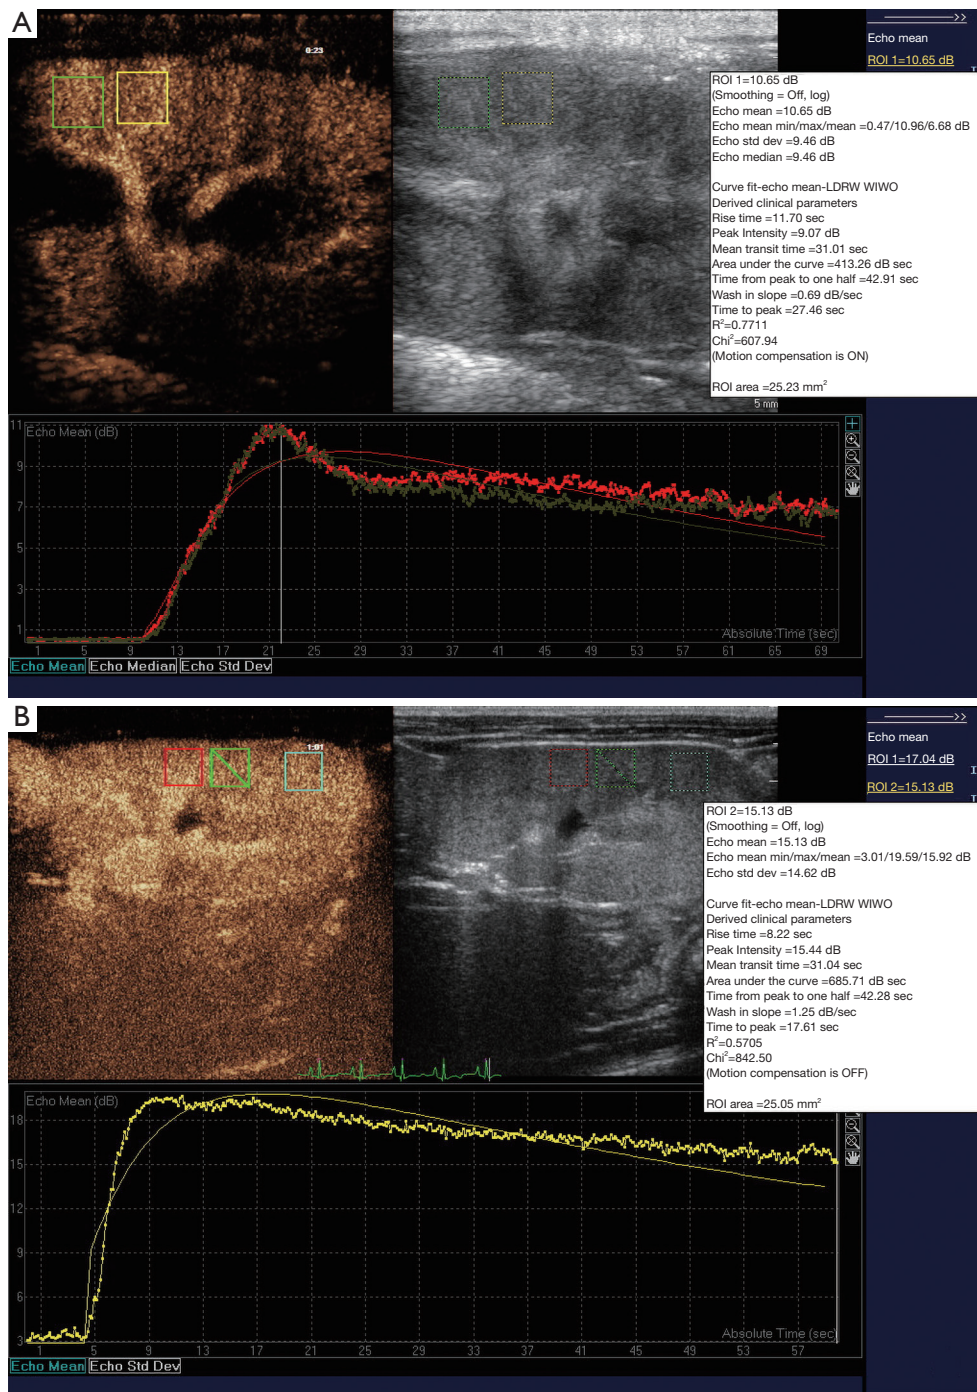 A
0:23
>>
Echo mean
ROI 1=10.65 dB
ROI 1=10.65 dB
(Smoothing = Off, log)
Echo mean =10.65 dB
Echo mean min/max/mean =0.47/10.96/6.68 dB
Echo std dev =9.46 dB
Echo median =9.46 dB
Curve fit-echo mean-LDRW WIWO
Derived clinical parameters
Rise time =11.70 sec
Peak Intensity =9.07 dB
Mean transit time =31.01 sec
Area under the curve =413.26 dB sec
Time from peak to one half =42.91 sec
Wash in slope =0.69 dB/sec
Time to peak =27.46 sec
R²=0.7711
Chi²=607.94
(Motion compensation is ON)
ROI area =25.23 mm²
5 mm
Echo Mean (dB)
11
9
7
5
3
1
Absolute Time (sec)
1 5 9 13 17 21 25 29 33 37 41 45 49 53 57 61 65 69
Echo Mean Echo Median Echo Std Dev
B
1:01
>>
Echo mean
ROI 1=17.04 dB
ROI 2=15.13 dB
ROI 2=15.13 dB
(Smoothing = Off, log)
Echo mean =15.13 dB
Echo mean min/max/mean =3.01/19.59/15.92 dB
Echo std dev =14.62 dB
Curve fit-echo mean-LDRW WIWO
Derived clinical parameters
Rise time =8.22 sec
Peak Intensity =15.44 dB
Mean transit time =31.04 sec
Area under the curve =685.71 dB sec
Time from peak to one half =42.28 sec
Wash in slope =1.25 dB/sec
Time to peak =17.61 sec
R²=0.5705
Chi²=842.50
(Motion compensation is OFF)
ROI area =25.05 mm²
Echo Mean (dB)
18
15
12
9
6
3
Absolute Time (sec)
1 5 9 13 17 21 25 29 33 37 41 45 49 53 57
Echo Mean Echo Std Dev